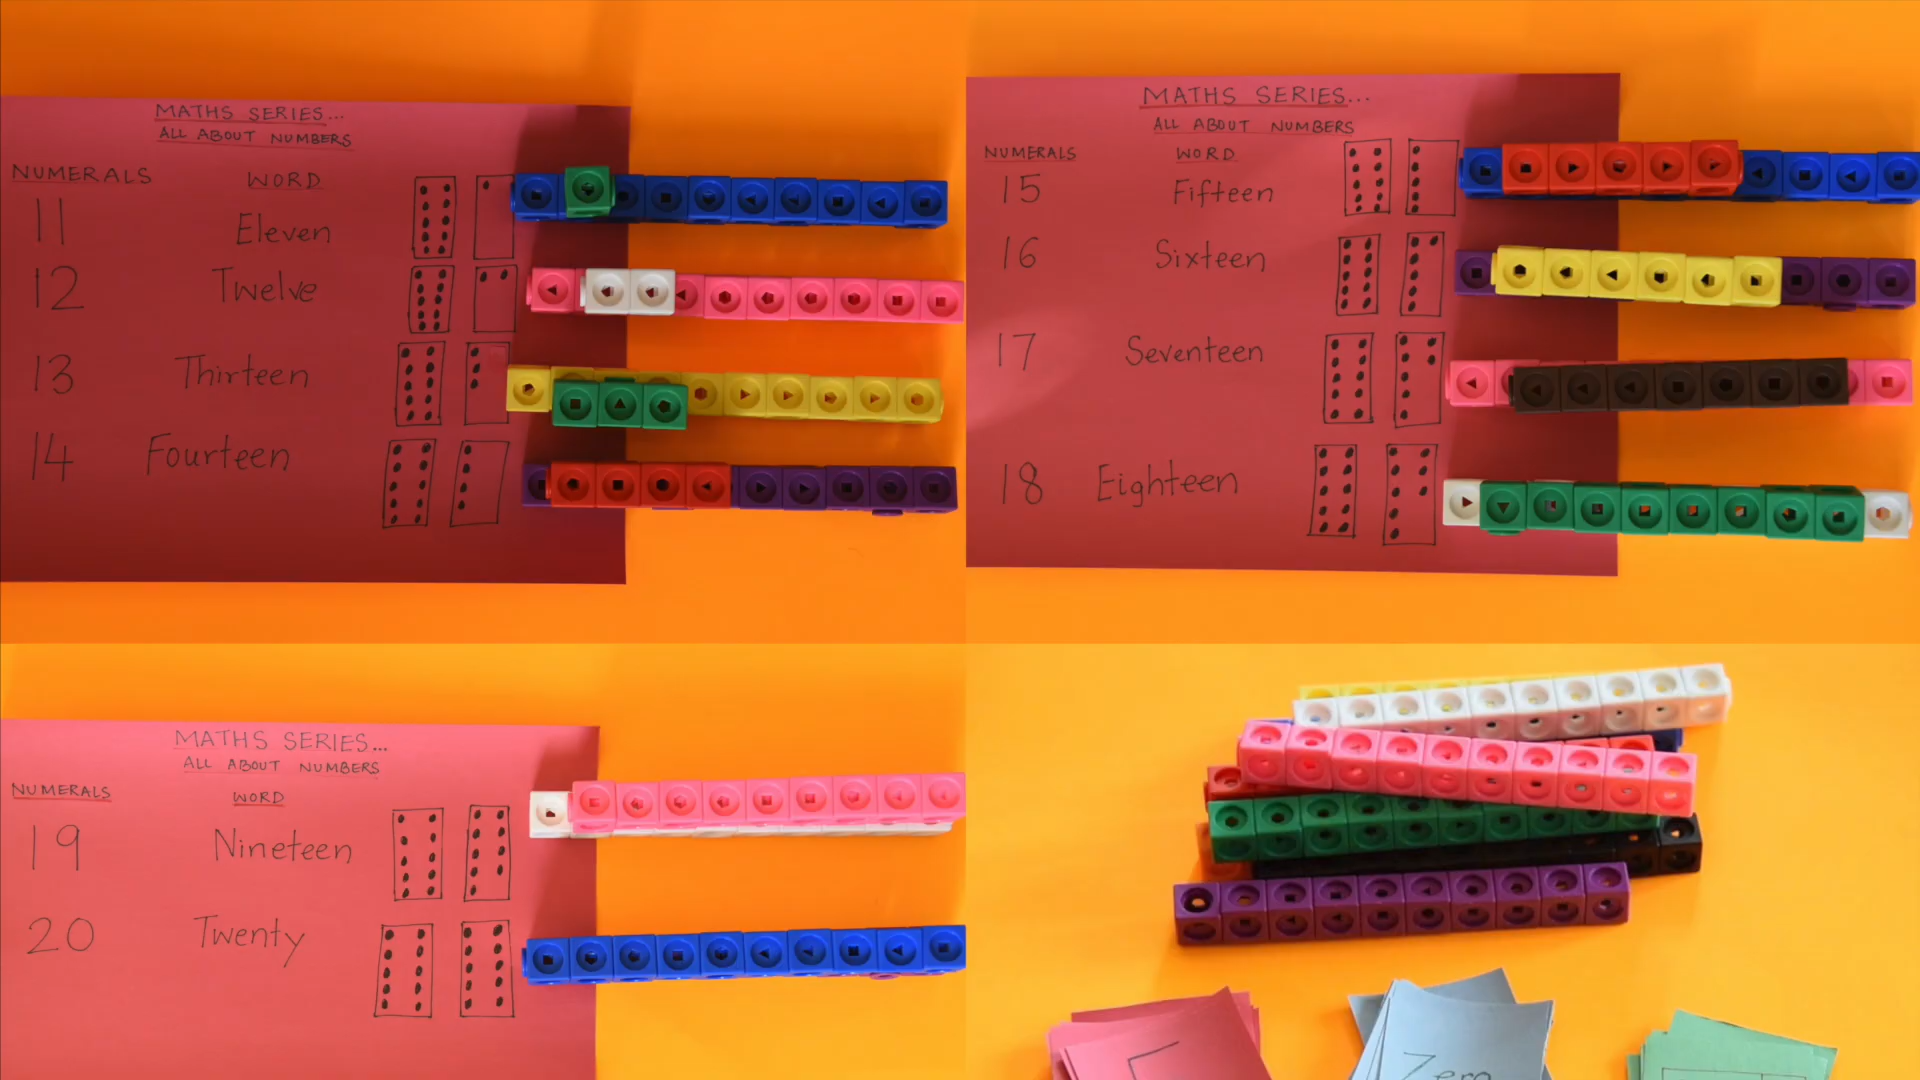 MATHS SERIES...
ALL ABOUT NUMBERS
NUMERALS WORD
11 Eleven
12 Twelve
13 Thirteen
14 Fourteen
MATHS SERIES...
ALL ABOUT NUMBERS
NUMERALS WORD
15 Fifteen
16 Sixteen
17 Seventeen
18 Eighteen
MATHS SERIES...
ALL ABOUT NUMBERS
NUMERALS WORD
19 Nineteen
20 Twenty
Zero